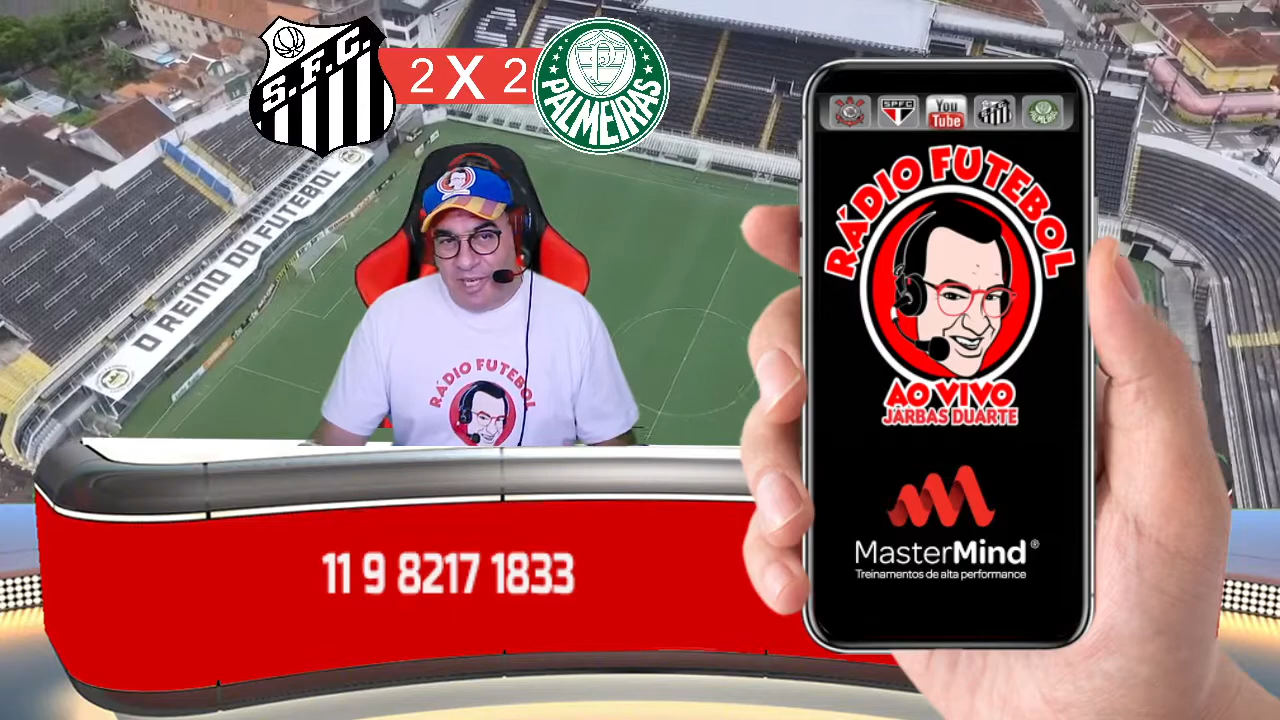 S.F.C.
2 X 2
PALMEIRAS
SPFC
You
Tube
O REINO DO FUTEBOL
RÁDIO FUTEBOL
RÁDIO FUTEBOL
AO VIVO
JARBAS DUARTE
MasterMind®
Treinamentos de alta performance
11 9 8217 1833